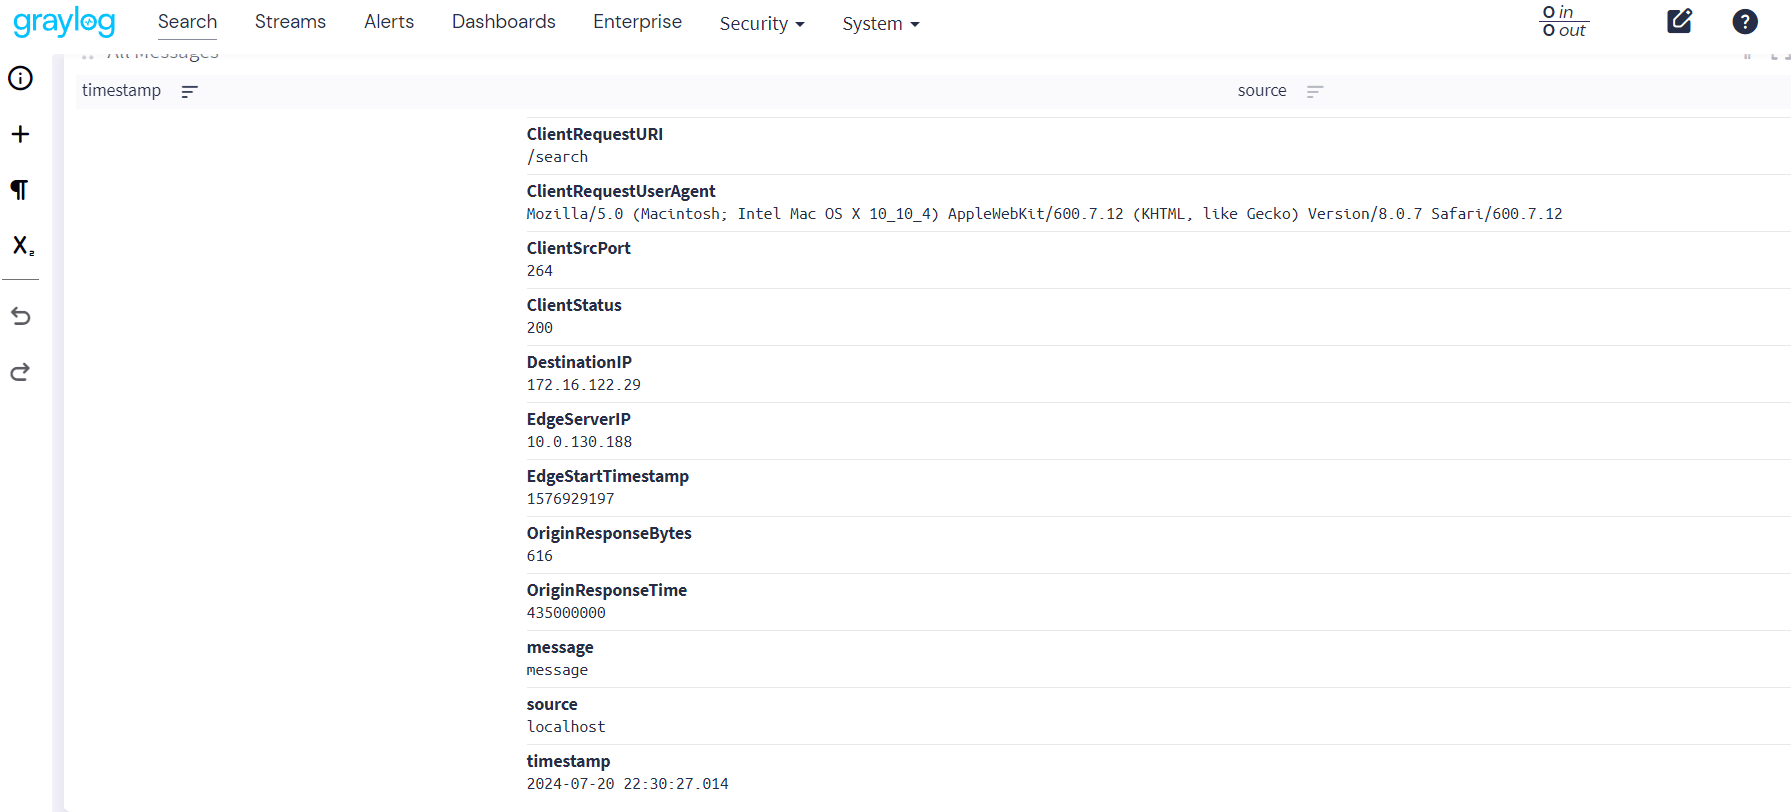 graylog Search Streams Alerts Dashboards Enterprise Security System 0 in
0 out
All Messages
timestamp source
ClientRequestURI
/search
ClientRequestUserAgent
Mozilla/5.0 (Macintosh; Intel Mac OS X 10_10_4) AppleWebKit/600.7.12 (KHTML, like Gecko) Version/8.0.7 Safari/600.7.12
ClientSrcPort
264
ClientStatus
200
DestinationIP
172.16.122.29
EdgeServerIP
10.0.130.188
EdgeStartTimestamp
1576929197
OriginResponseBytes
616
OriginResponseTime
435000000
message
message
source
localhost
timestamp
2024-07-20 22:30:27.014